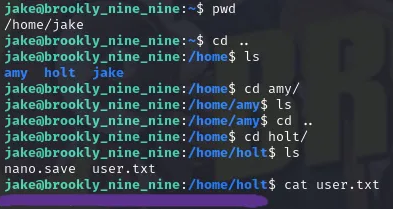 jake@brookly_nine_nine:~$ pwd
/home/jake
jake@brookly_nine_nine:~$ cd ..
jake@brookly_nine_nine:/home$ ls
amy  holt  jake
jake@brookly_nine_nine:/home$ cd amy/
jake@brookly_nine_nine:/home/amy$ ls
jake@brookly_nine_nine:/home/amy$ cd ..
jake@brookly_nine_nine:/home$ cd holt/
jake@brookly_nine_nine:/home/holt$ ls
nano.save  user.txt
jake@brookly_nine_nine:/home/holt$ cat user.txt